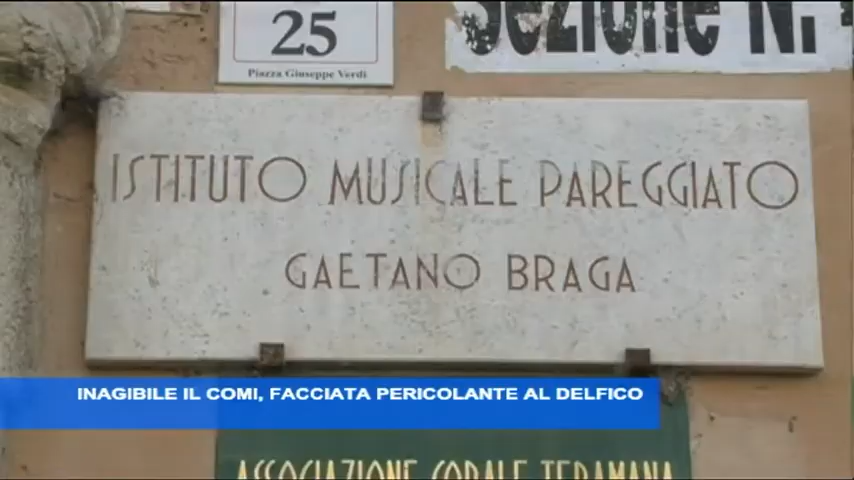 25
Piazza Giuseppe Verdi
Sezione N.
ISTITUTO MUSICALE PAREGGIATO
GAETANO BRAGA
INAGIBILE IL COMI, FACCIATA PERICOLANTE AL DELFICO
ASSOCIAZIONE CORALE TERAMANA